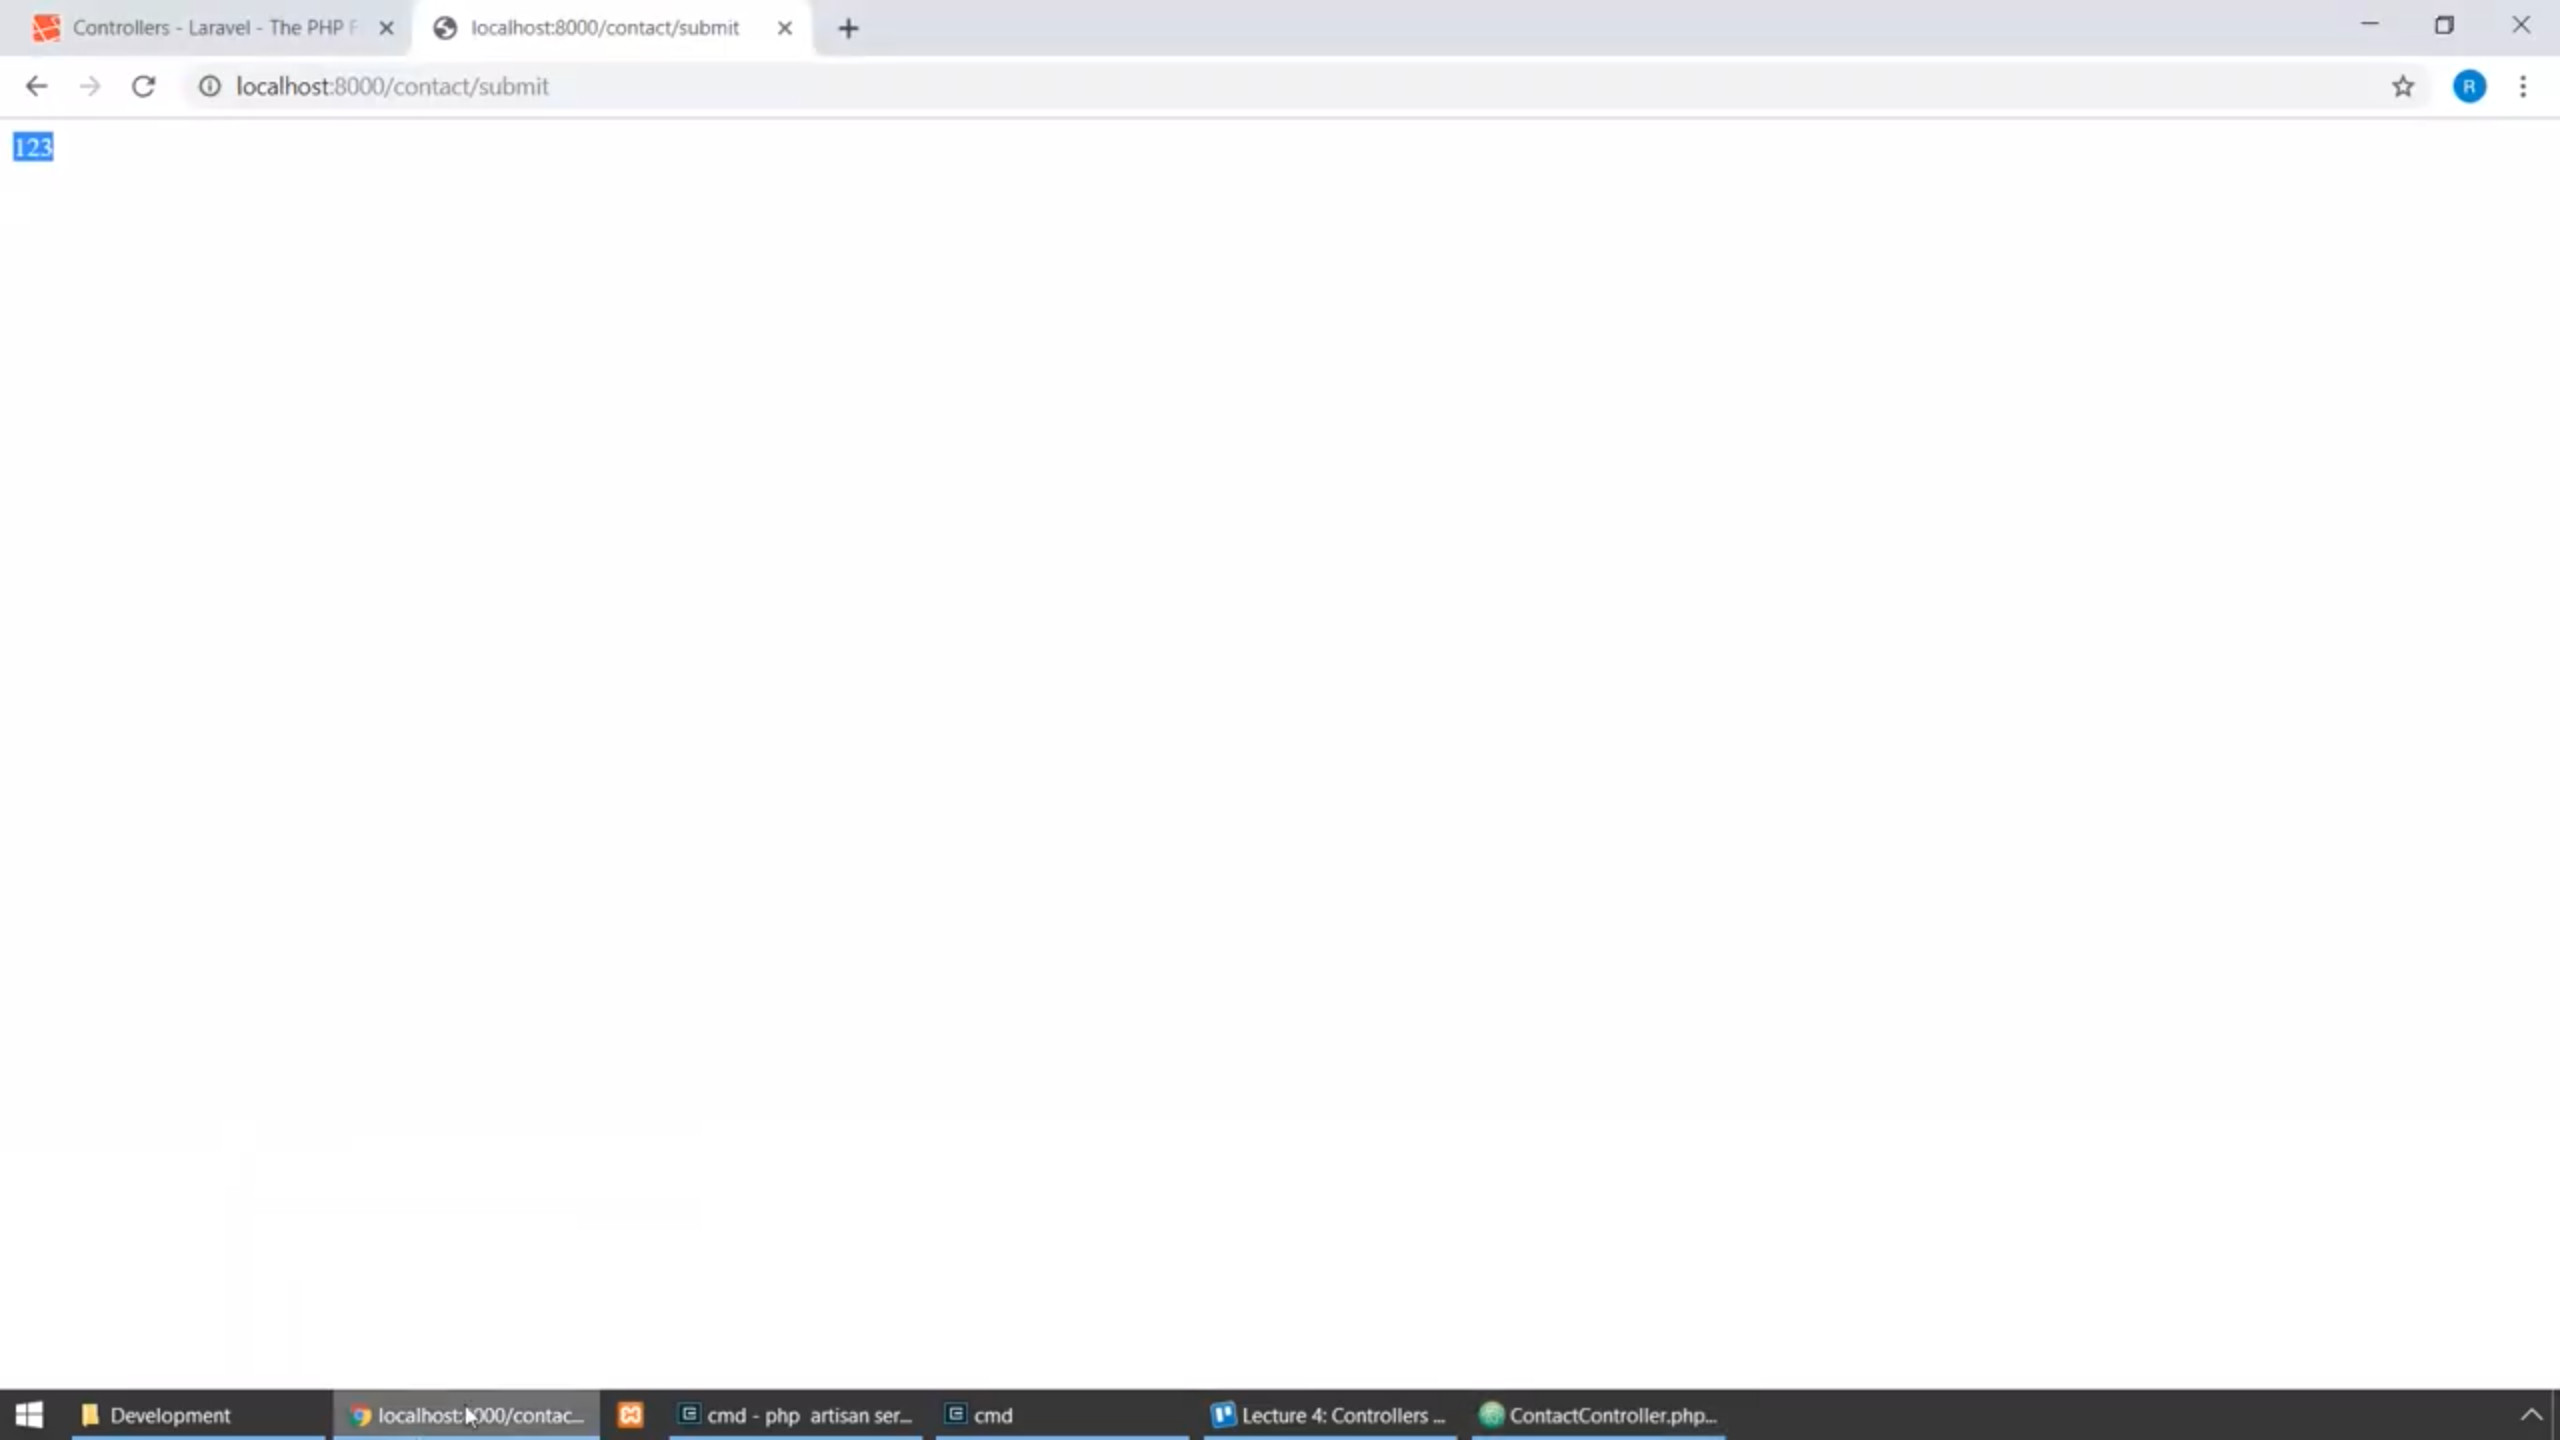 Controllers - Laravel - The PHP F
localhost:8000/contact/submit
localhost:8000/contact/submit
R
123
Development
localhost:8000/contac...
cmd - php artisan ser...
cmd
Lecture 4: Controllers ...
ContactController.php...